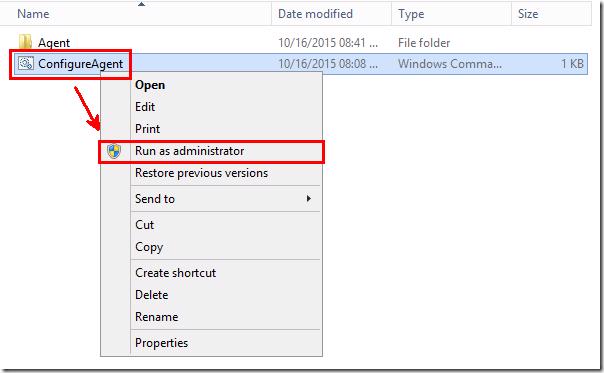 Name Date modified Type Size
Agent 10/16/2015 08:41 ... File folder
ConfigureAgent 10/16/2015 08:08 ... Windows Comma... 1 KB
Open
Edit
Print
Run as administrator
Restore previous versions
Send to
Cut
Copy
Create shortcut
Delete
Rename
Properties